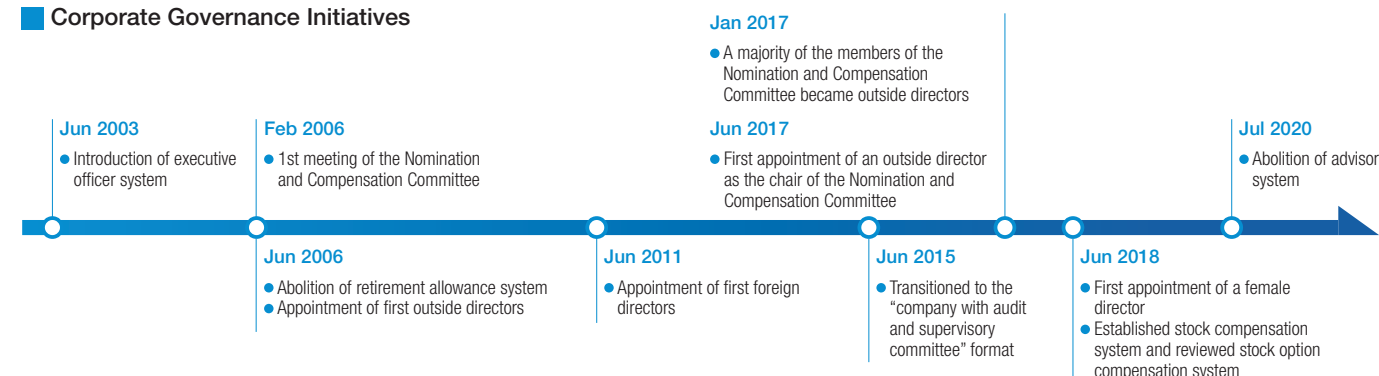 Corporate Governance Initiatives
Jun 2003
● Introduction of executive
officer system
Feb 2006
● 1st meeting of the Nomination
and Compensation Committee
Jan 2017
● A majority of the members of the
Nomination and Compensation
Committee became outside directors
Jun 2017
● First appointment of an outside director
as the chair of the Nomination and
Compensation Committee
Jul 2020
● Abolition of advisor
system
Jun 2006
● Abolition of retirement allowance system
● Appointment of first outside directors
Jun 2011
● Appointment of first foreign
directors
Jun 2015
● Transitioned to the
“company with audit
and supervisory
committee” format
Jun 2018
● First appointment of a female
director
● Established stock compensation
system and reviewed stock option
compensation system